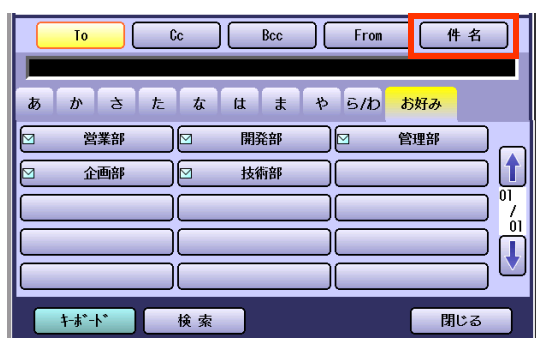 To Cc Bcc From 件 名
あ か さ た な は ま や ら/わ お好み
営業部 開発部 管理部
企画部 技術部
01
/
01
ｷｰﾎﾞｰﾄﾞ 検 索 閉じる